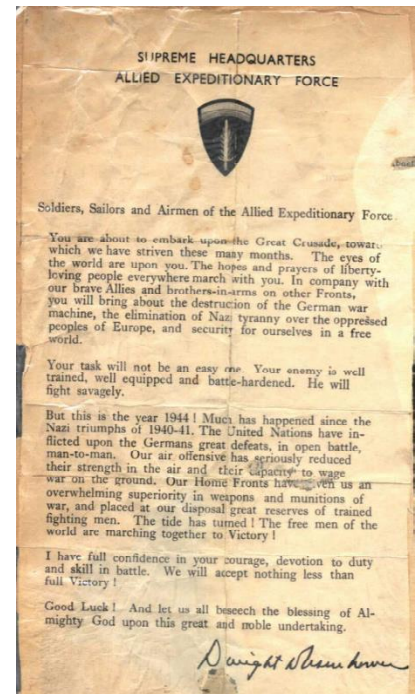 SUPREME HEADQUARTERS
ALLIED EXPEDITIONARY FORCE
Soldiers, Sailors and Airmen of the Allied Expeditionary Force
You are about to embark upon the Great Crusade, toward
which we have striven these many months. The eyes of
the world are upon you. The hopes and prayers of liberty-
loving people everywhere march with you. In company with
our brave Allies and brothers-in-arms on other Fronts,
you will bring about the destruction of the German war
machine, the elimination of Nazi tyranny over the oppressed
peoples of Europe, and security for ourselves in a free
world.
Your task will not be an easy one. Your enemy is well
trained, well equipped and battle-hardened. He will
fight savagely.
But this is the year 1944 ! Much has happened since the
Nazi triumphs of 1940-41. The United Nations have in-
flicted upon the Germans great defeats, in open battle,
man-to-man. Our air offensive has seriously reduced
their strength in the air and their capacity to wage
war on the ground. Our Home Fronts have given us an
overwhelming superiority in weapons and munitions of
war, and placed at our disposal great reserves of trained
fighting men. The tide has turned ! The free men of the
world are marching together to Victory !
I have full confidence in your courage, devotion to duty
and skill in battle. We will accept nothing less than
full Victory !
Good Luck ! And let us all beseech the blessing of Al-
mighty God upon this great and noble undertaking.
Dwight D Eisenhower